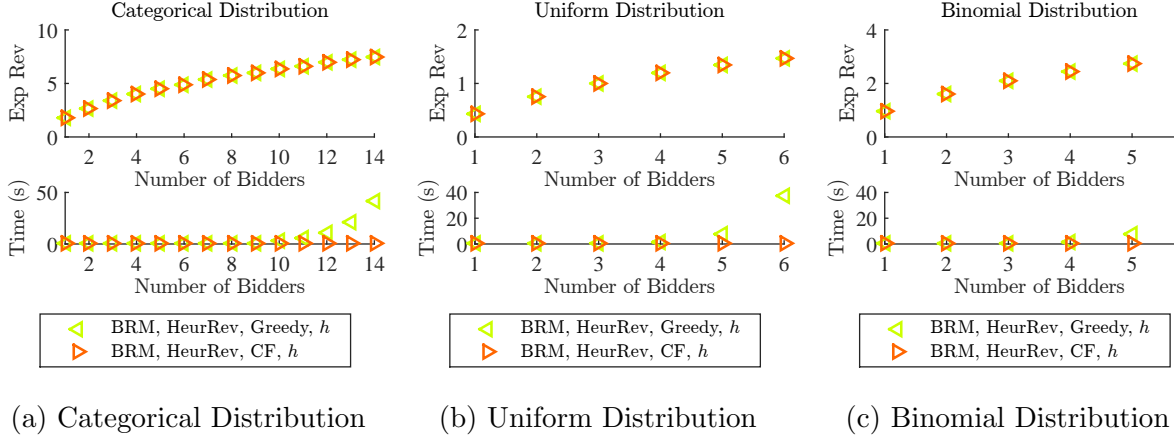 Categorical Distribution
10
5
0
Exp Rev
2 4 6 8 10 12 14
Number of Bidders
50
0
Time (s)
2 4 6 8 10 12 14
Number of Bidders
BRM, HeurRev, Greedy, h
BRM, HeurRev, CF, h
(a) Categorical Distribution
Uniform Distribution
2
1
0
Exp Rev
1 2 3 4 5 6
Number of Bidders
40
20
0
Time (s)
1 2 3 4 5 6
Number of Bidders
BRM, HeurRev, Greedy, h
BRM, HeurRev, CF, h
(b) Uniform Distribution
Binomial Distribution
4
2
0
Exp Rev
1 2 3 4 5
Number of Bidders
40
20
0
Time (s)
1 2 3 4 5
Number of Bidders
BRM, HeurRev, Greedy, h
BRM, HeurRev, CF, h
(c) Binomial Distribution